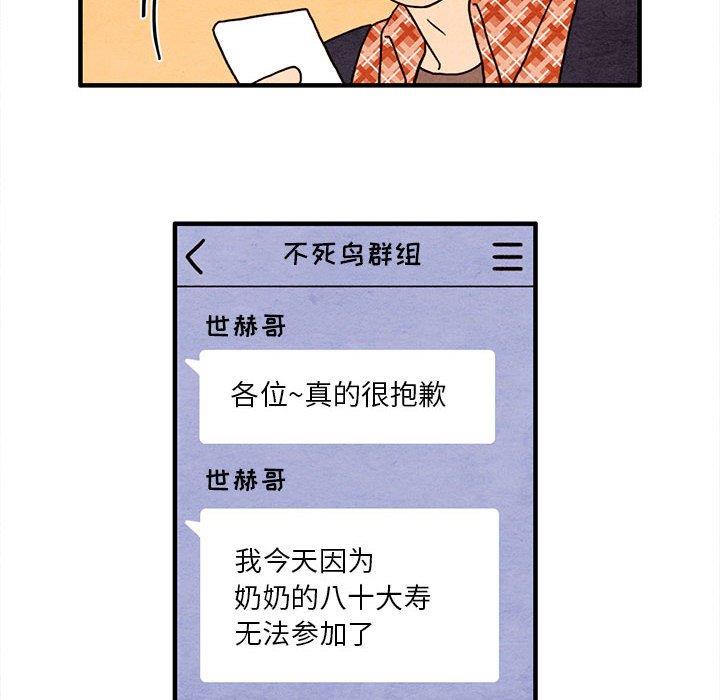 不死鸟群组
世赫哥
各位~真的很抱歉
世赫哥
我今天因为
奶奶的八十大寿
无法参加了